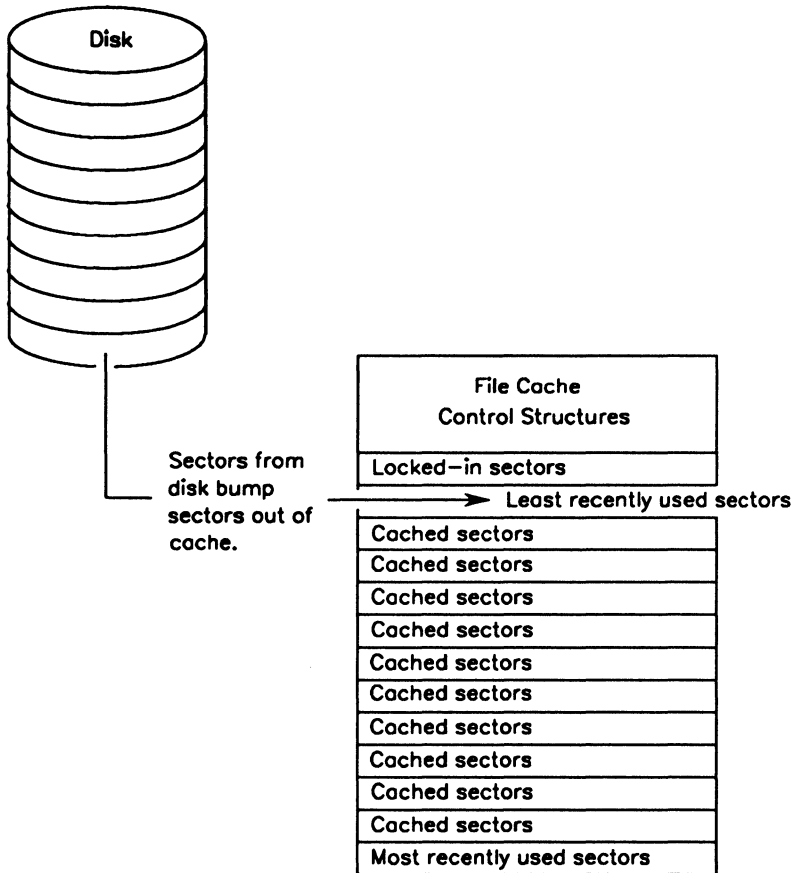 Disk
File Cache
Control Structures
Locked-in sectors
Sectors from
disk bump
sectors out of
cache.
Least recently used sectors
Cached sectors
Cached sectors
Cached sectors
Cached sectors
Cached sectors
Cached sectors
Cached sectors
Cached sectors
Cached sectors
Cached sectors
Most recently used sectors